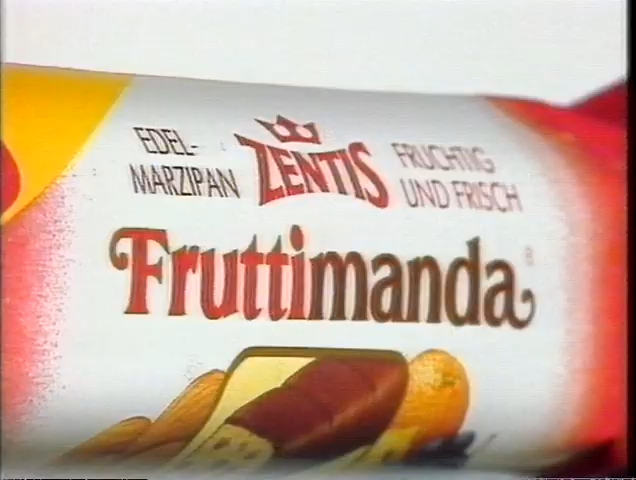 EDEL-
MARZIPAN
ZENTIS
FRUCHTIG
UND FRISCH
Fruttimanda®